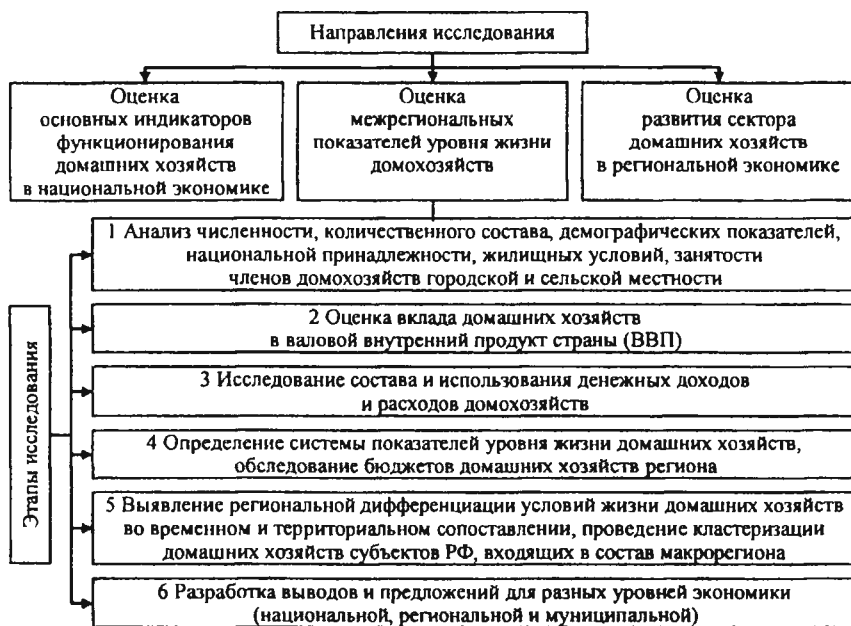 Направления исследования
Оценка
основных индикаторов
функционирования
домашних хозяйств
в национальной экономике
Оценка
межрегиональных
показателей уровня жизни
домохозяйств
Оценка
развития сектора
домашних хозяйств
в региональной экономике
Этапы исследования
1 Анализ численности, количественного состава, демографических показателей,
национальной принадлежности, жилищных условий, занятости
членов домохозяйств городской и сельской местности
2 Оценка вклада домашних хозяйств
в валовой внутренний продукт страны (ВВП)
3 Исследование состава и использования денежных доходов
и расходов домохозяйств
4 Определение системы показателей уровня жизни домашних хозяйств,
обследование бюджетов домашних хозяйств региона
5 Выявление региональной дифференциации условий жизни домашних хозяйств
во временном и территориальном сопоставлении, проведение кластеризации
домашних хозяйств субъектов РФ, входящих в состав макрорегиона
6 Разработка выводов и предложений для разных уровней экономики
(национальной, региональной и муниципальной)